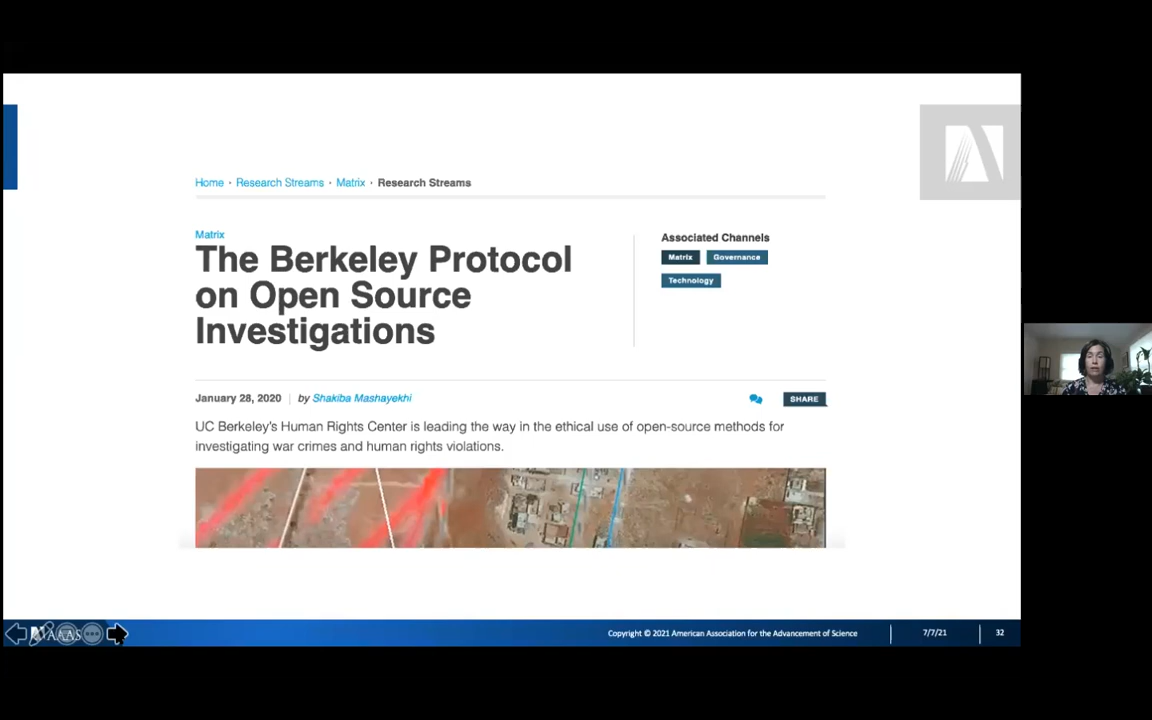 Home · Research Streams · Matrix · Research Streams
Matrix
The Berkeley Protocol
on Open Source
Investigations
Associated Channels
Matrix Governance
Technology
January 28, 2020 | by Shakiba Mashayekhi
SHARE
UC Berkeley's Human Rights Center is leading the way in the ethical use of open-source methods for
investigating war crimes and human rights violations.
AAAS
Copyright © 2021 American Association for the Advancement of Science
7/7/21
32